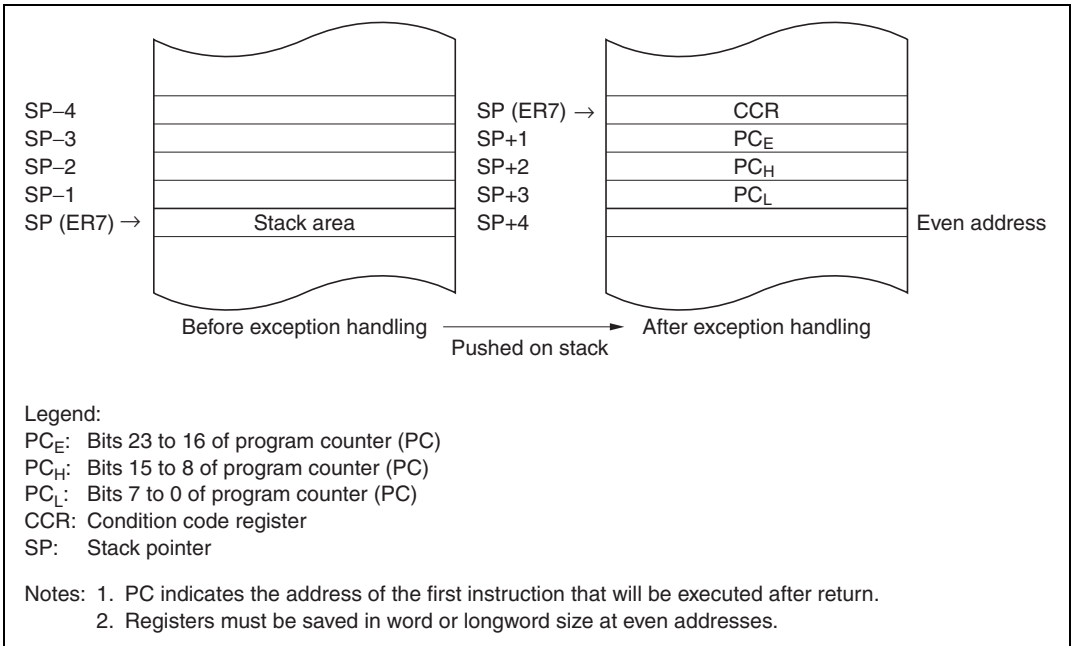 SP–4 SP (ER7) → CCR
SP–3 SP+1 PCE
SP–2 SP+2 PCH
SP–1 SP+3 PCL
SP (ER7) → Stack area SP+4 Even address
Before exception handling After exception handling
Pushed on stack
Legend:
PCE: Bits 23 to 16 of program counter (PC)
PCH: Bits 15 to 8 of program counter (PC)
PCL: Bits 7 to 0 of program counter (PC)
CCR: Condition code register
SP: Stack pointer
Notes: 1. PC indicates the address of the first instruction that will be executed after return.
2. Registers must be saved in word or longword size at even addresses.